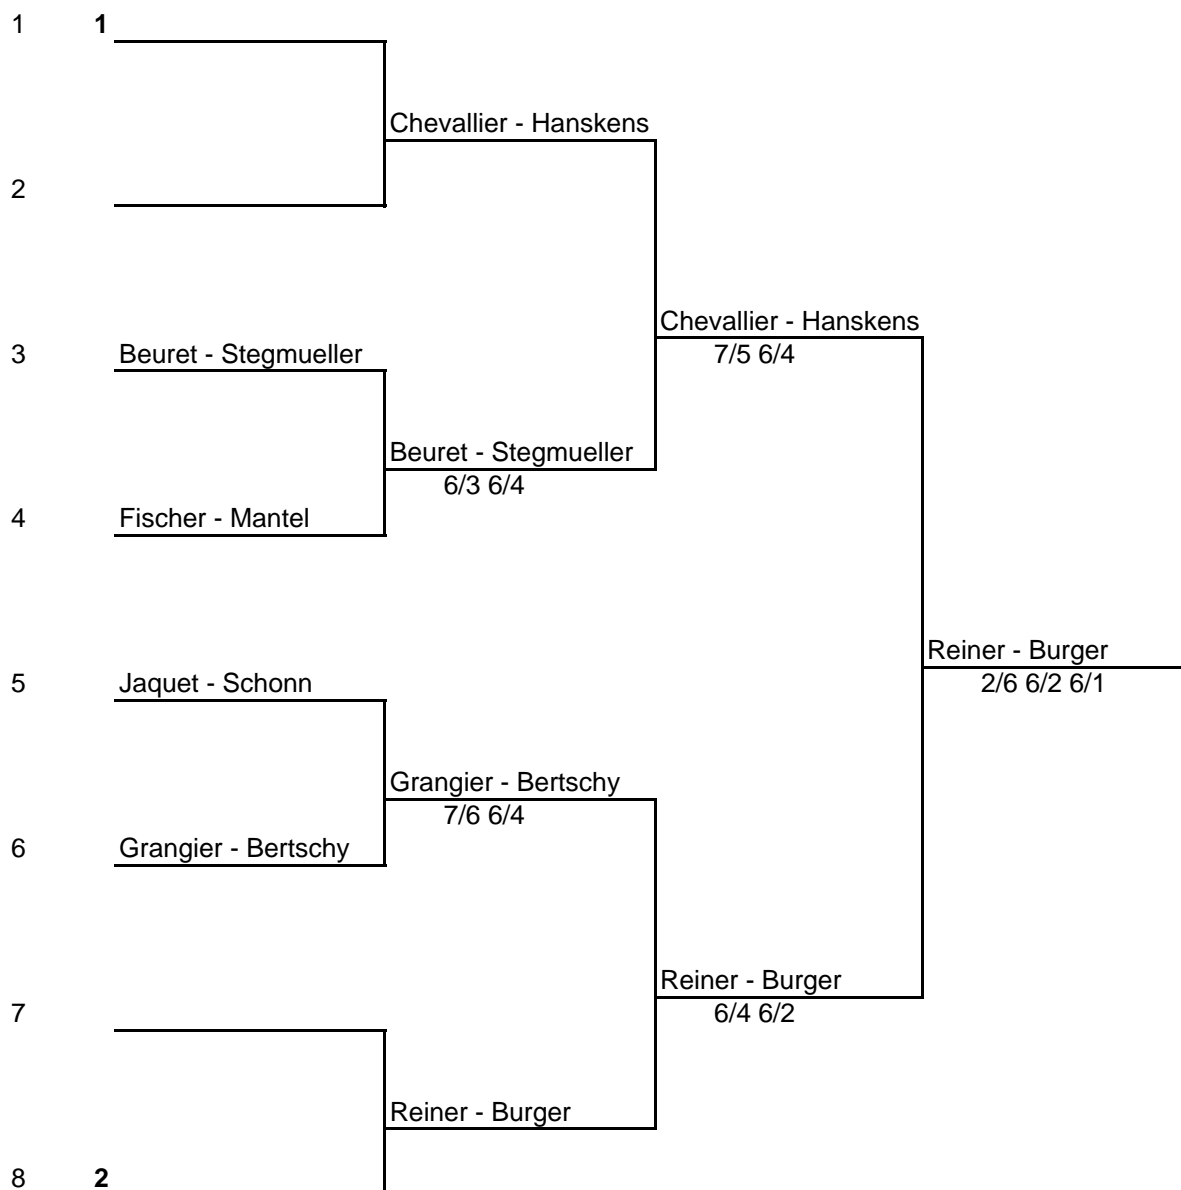 1 1
Chevallier - Hanskens
2
Chevallier - Hanskens
3 Beuret - Stegmueller 7/5 6/4
Beuret - Stegmueller
6/3 6/4
4 Fischer - Mantel
Reiner - Burger
5 Jaquet - Schonn 2/6 6/2 6/1
Grangier - Bertschy
7/6 6/4
6 Grangier - Bertschy
Reiner - Burger
7 6/4 6/2
Reiner - Burger
8 2